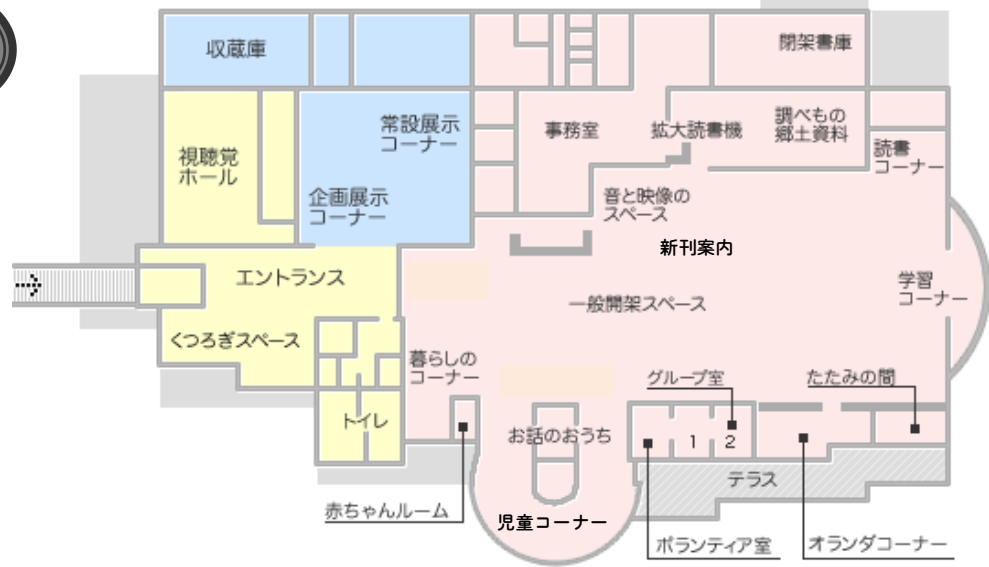 収蔵庫
閉架書庫
常設展示
コーナー
事務室
拡大読書機
調べもの
郷土資料
視聴覚
ホール
読書
コーナー
企画展示
コーナー
音と映像の
スペース
新刊案内
エントランス
学習
コーナー
一般開架スペース
くつろぎスペース
暮らしの
コーナー
グループ室
たたみの間
トイレ
お話のおうち
1
2
テラス
赤ちゃんルーム
児童コーナー
ボランティア室
オランダコーナー